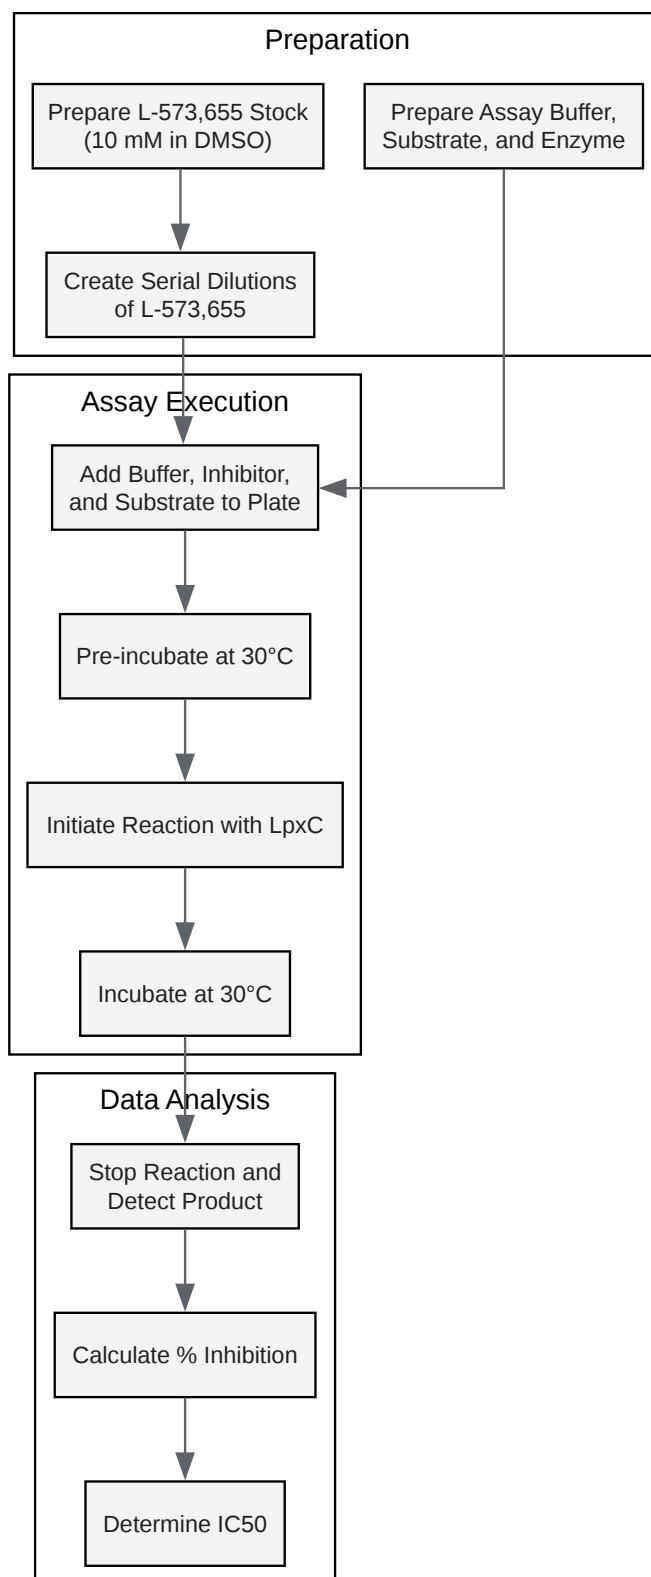 Preparation
Prepare L-573,655 Stock
(10 mM in DMSO)
Prepare Assay Buffer,
Substrate, and Enzyme
Create Serial Dilutions
of L-573,655
Assay Execution
Add Buffer, Inhibitor,
and Substrate to Plate
Pre-incubate at 30°C
Initiate Reaction with LpxC
Incubate at 30°C
Data Analysis
Stop Reaction and
Detect Product
Calculate % Inhibition
Determine IC50